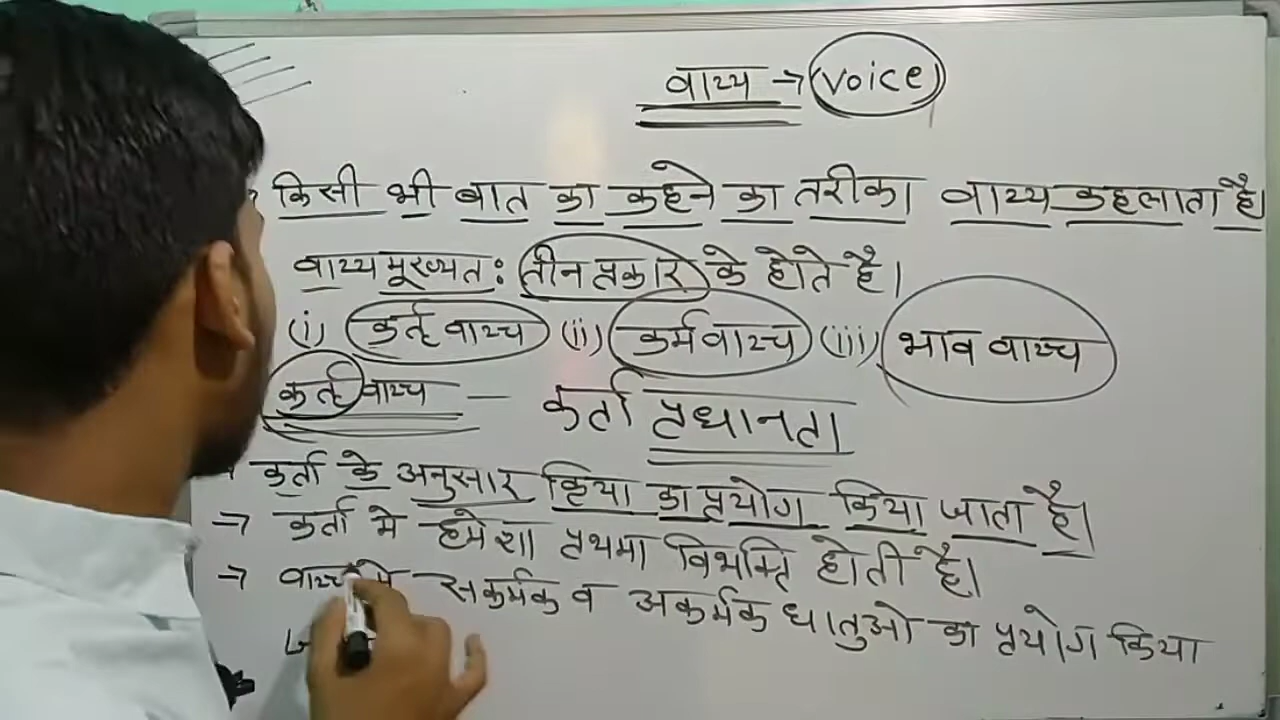 वाच्य → voice
किसी भी बात का कहने का तरीका वाच्य कहलाता है।
वाच्य मुख्यतः तीन प्रकार के होते है।
(i) कर्तृ वाच्य (ii) कर्मवाच्य (iii) भाव वाच्य
कर्तृ वाच्य — कर्ता प्रधानता
कर्ता के अनुसार क्रिया का प्रयोग किया जाता है।
→ कर्ता मे हमेशा प्रथमा विभक्ति होती है।
→ वाच्य मे सकर्मक व अकर्मक धातुओ का प्रयोग किया